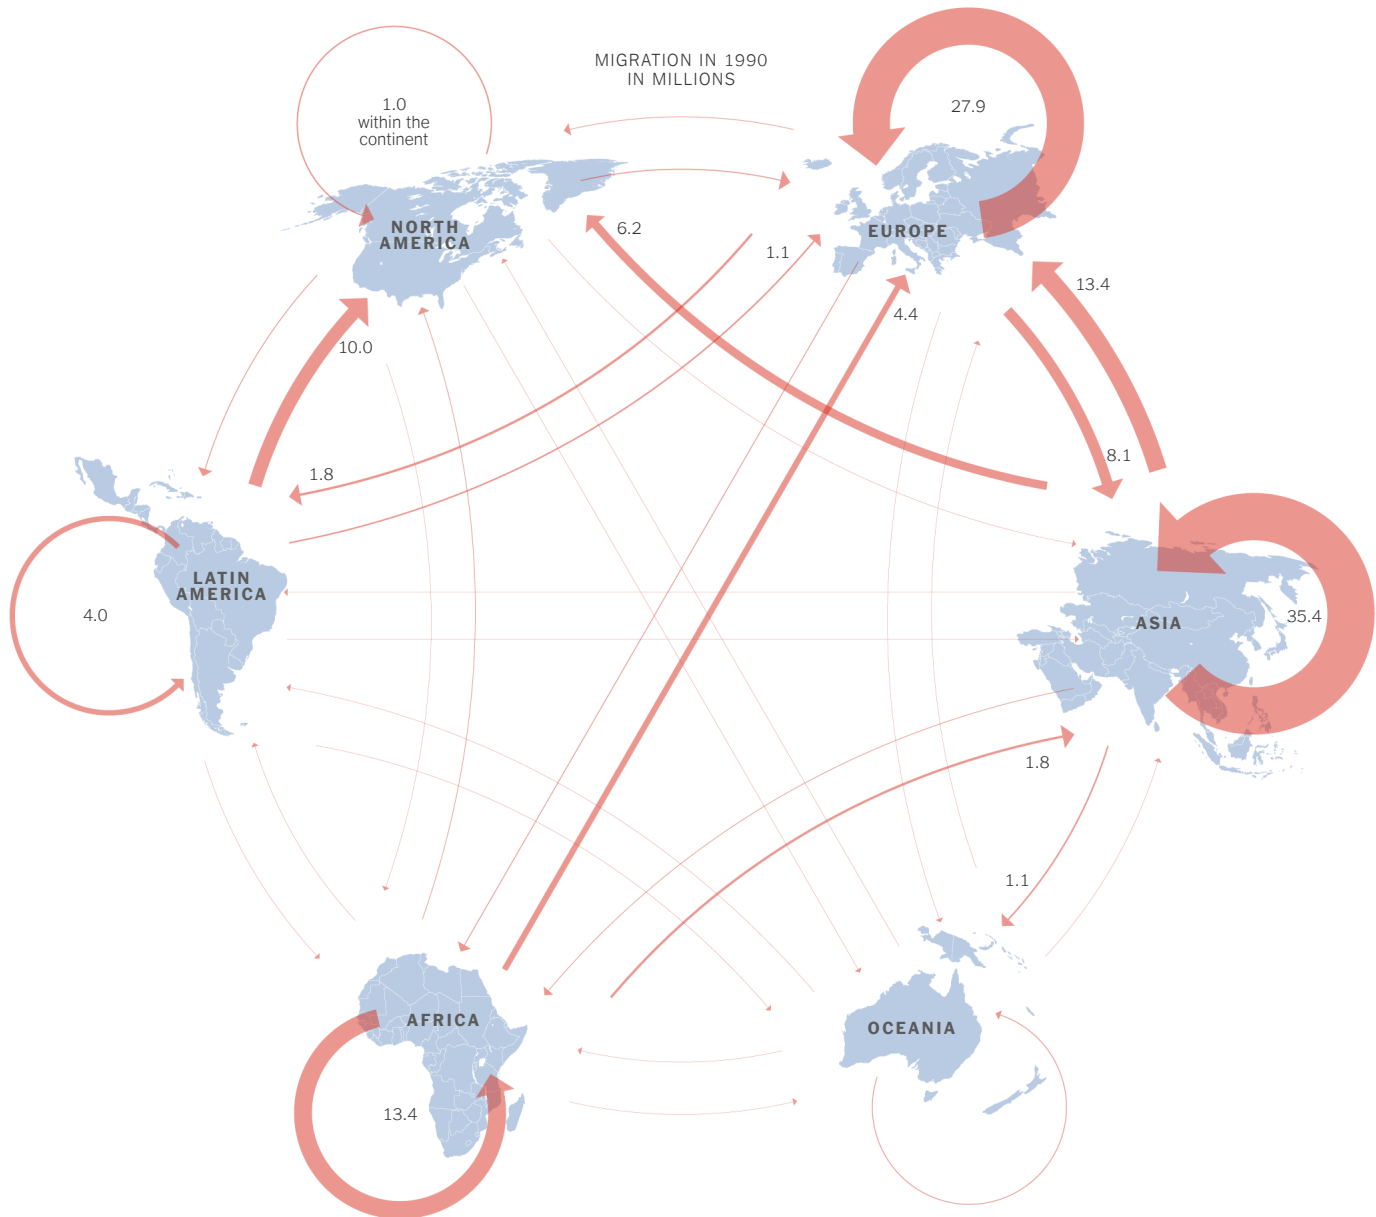 MIGRATION IN 1990
IN MILLIONS
1.0
within the
continent
27.9
NORTH
AMERICA
6.2
1.1
EUROPE
13.4
4.4
10.0
1.8
8.1
LATIN
AMERICA
4.0
ASIA
35.4
1.8
1.1
AFRICA
OCEANIA
13.4